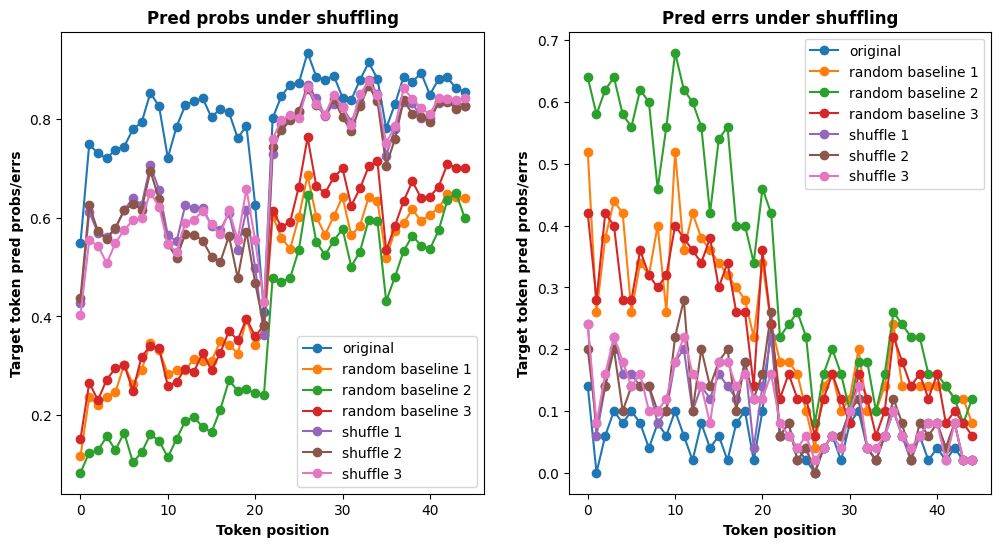 Pred probs under shuffling
Target token pred probs/errs
0.8
0.6
0.4
0.2
original
random baseline 1
random baseline 2
random baseline 3
shuffle 1
shuffle 2
shuffle 3
0 10 20 30 40
Token position
Pred errs under shuffling
Target token pred probs/errs
0.7
0.6
0.5
0.4
0.3
0.2
0.1
0.0
original
random baseline 1
random baseline 2
random baseline 3
shuffle 1
shuffle 2
shuffle 3
0 10 20 30 40
Token position